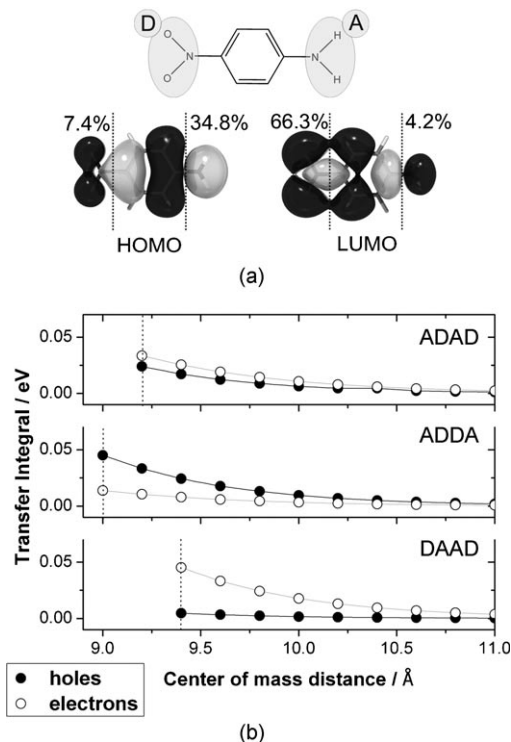 (a)
D
A
O
N
O
H
N
H
7.4%
34.8%
66.3%
4.2%
HOMO
LUMO
(a)
(b)
Transfer Integral / eV
0.05
0.00
ADAD
0.05
0.00
ADDA
0.05
0.00
DAAD
9.0
9.5
10.0
10.5
11.0
holes
electrons
Center of mass distance / Å
(b)